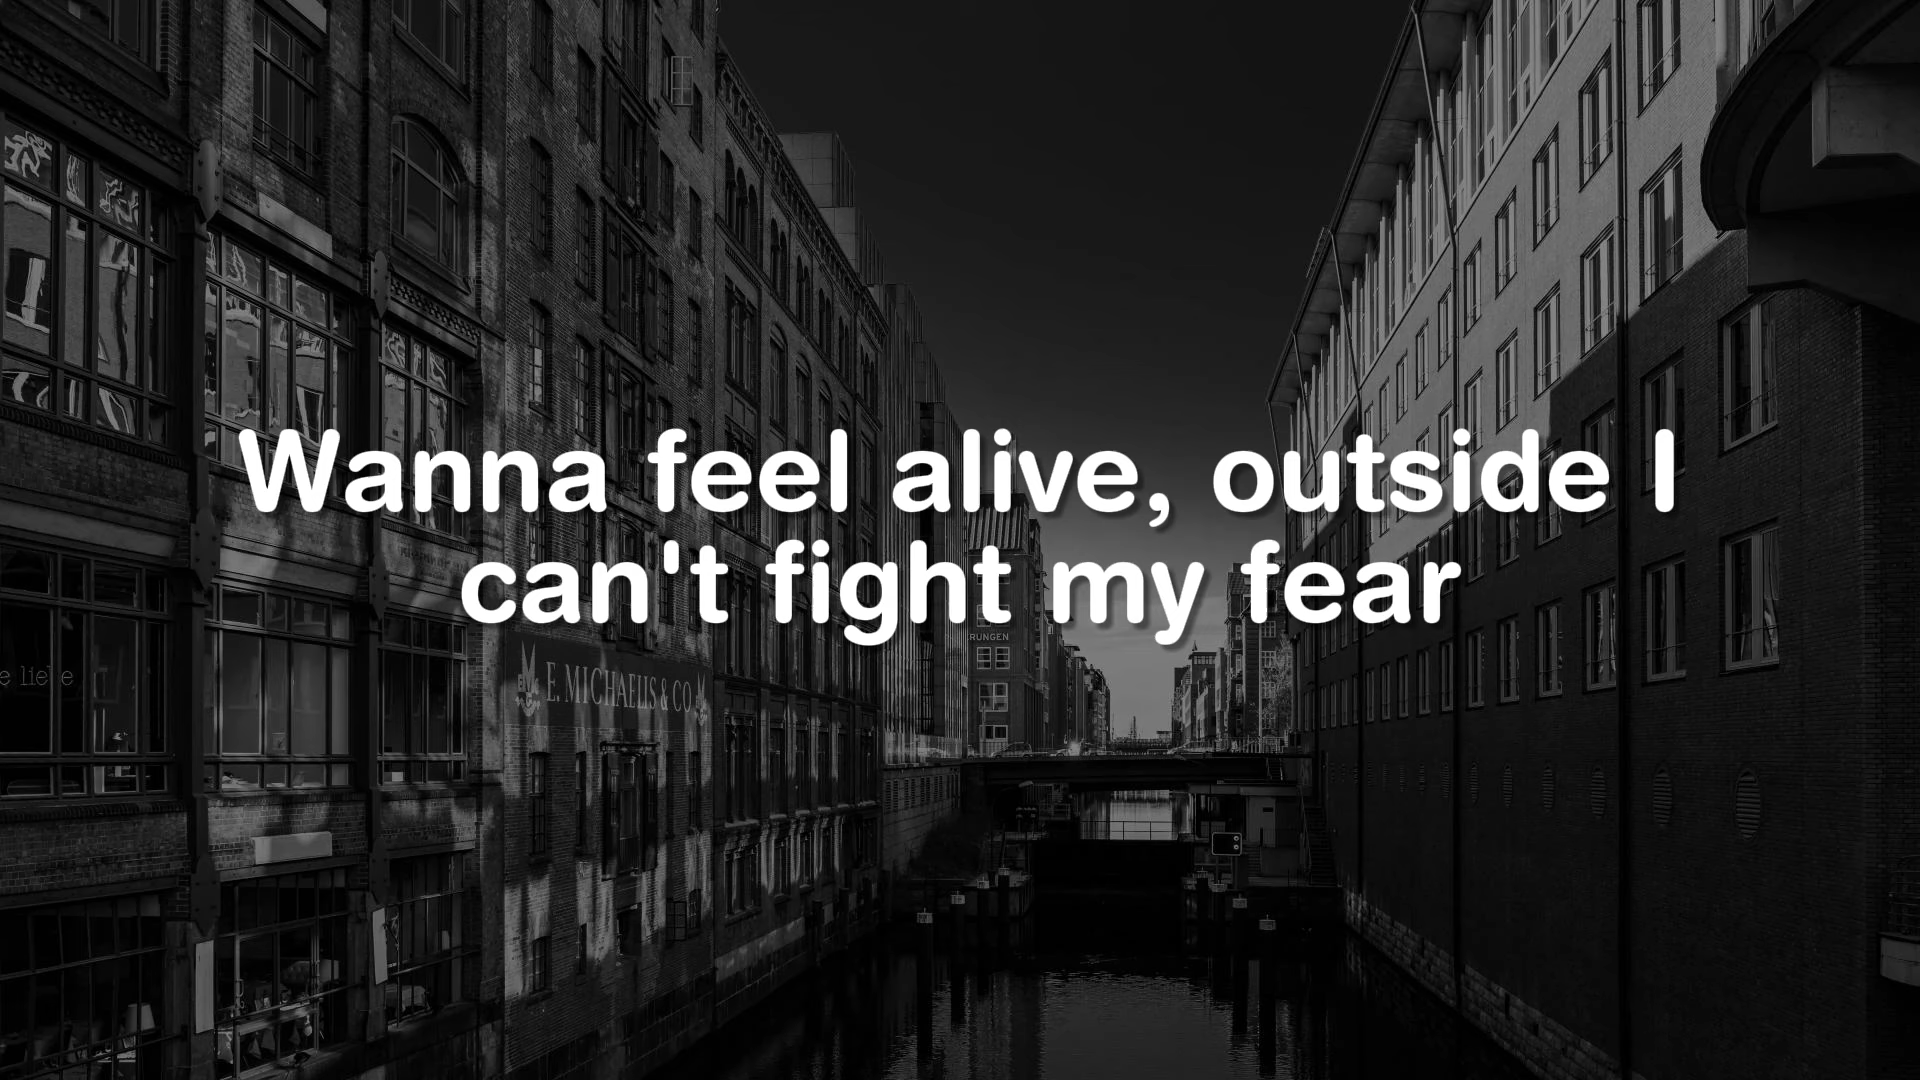 Wanna feel alive, outside I
can't fight my fear
RUNGEN
E. MICHAELIS & CO.